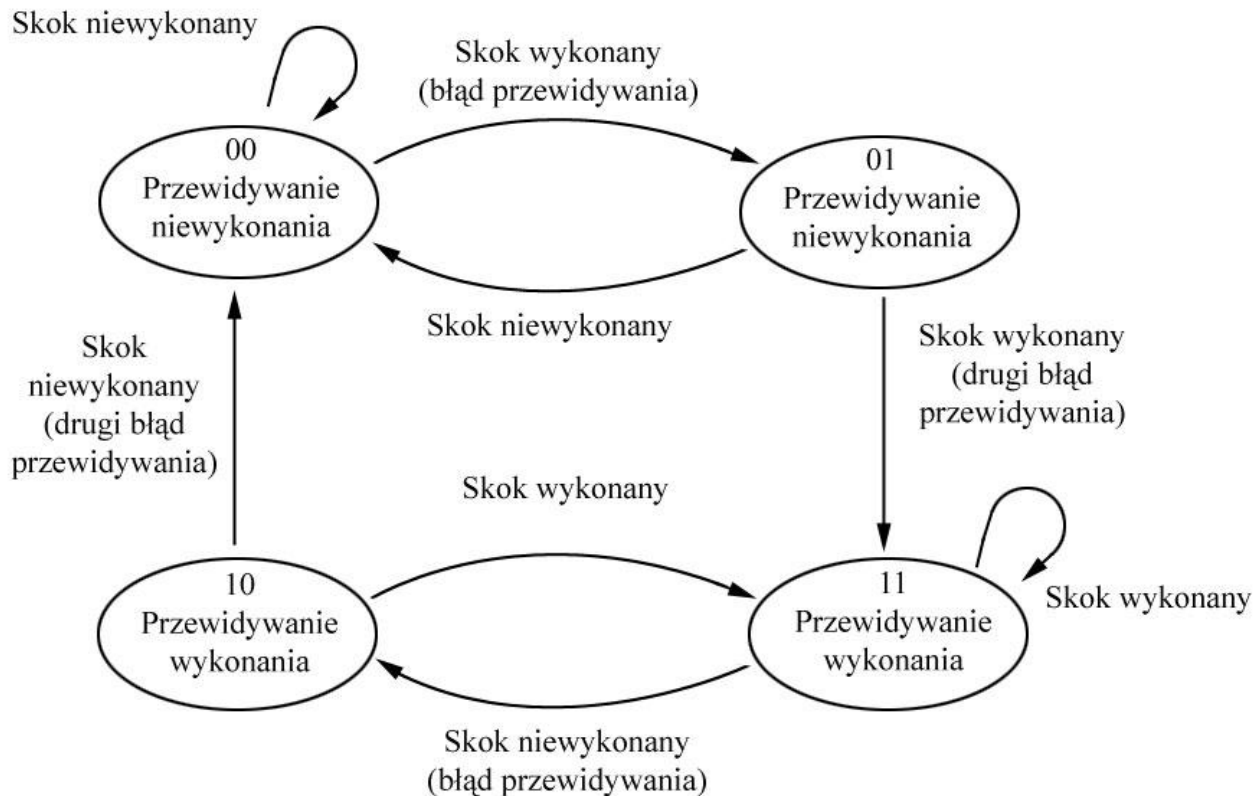 Skok niewykonany
Skok wykonany
(błąd przewidywania)
00
Przewidywanie
niewykonania
01
Przewidywanie
niewykonania
Skok niewykonany
Skok
niewykonany
(drugi błąd
przewidywania)
Skok wykonany
(drugi błąd
przewidywania)
Skok wykonany
10
Przewidywanie
wykonania
11
Przewidywanie
wykonania
Skok wykonany
Skok niewykonany
(błąd przewidywania)